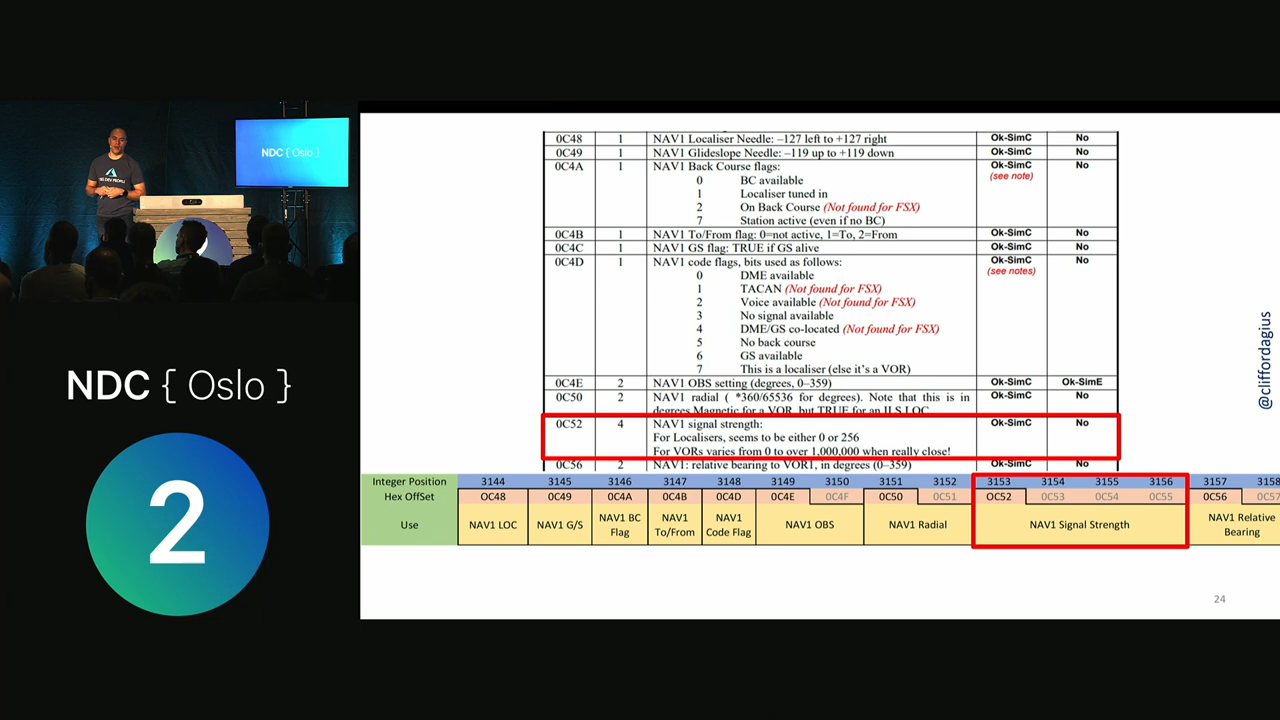 NDC { Oslo }
YES DEV PEOPLE
NDC { Oslo }
2
0C48 1 NAV1 Localiser Needle: –127 left to +127 right Ok-SimC No
0C49 1 NAV1 Glideslope Needle: –119 up to +119 down Ok-SimC No
0C4A 1 NAV1 Back Course flags: Ok-SimC No
0 BC available (see note)
1 Localiser tuned in
2 On Back Course (Not found for FSX)
7 Station active (even if no BC)
0C4B 1 NAV1 To/From flag: 0=not active, 1=To, 2=From Ok-SimC No
0C4C 1 NAV1 GS flag: TRUE if GS alive Ok-SimC No
0C4D 1 NAV1 code flags, bits used as follows: Ok-SimC No
0 DME available (see notes)
1 TACAN (Not found for FSX)
2 Voice available (Not found for FSX)
3 No signal available
4 DME/GS co-located (Not found for FSX)
5 No back course
6 GS available
7 This is a localiser (else it's a VOR)
0C4E 2 NAV1 OBS setting (degrees, 0–359) Ok-SimC Ok-SimE
0C50 2 NAV1 radial ( *360/65536 for degrees). Note that this is in Ok-SimC No
degrees Magnetic for a VOR, but TRUE for an ILS LOC
0C52 4 NAV1 signal strength: Ok-SimC No
For Localisers, seems to be either 0 or 256
For VORs varies from 0 to over 1,000,000 when really close!
0C56 2 NAV1: relative bearing to VOR1, in degrees (0–359) Ok-SimC No
Integer Position 3144 3145 3146 3147 3148 3149 3150 3151 3152 3153 3154 3155 3156 3157 3158
Hex OffSet OC48 0C49 0C4A 0C4B 0C4D 0C4E 0C4F 0C50 0C51 OC52 0C53 0C54 0C55 0C56 0C57
Use NAV1 LOC NAV1 G/S NAV1 BC Flag NAV1 To/From NAV1 Code Flag NAV1 OBS NAV1 Radial NAV1 Signal Strength NAV1 Relative Bearing
@cliffordagius
24